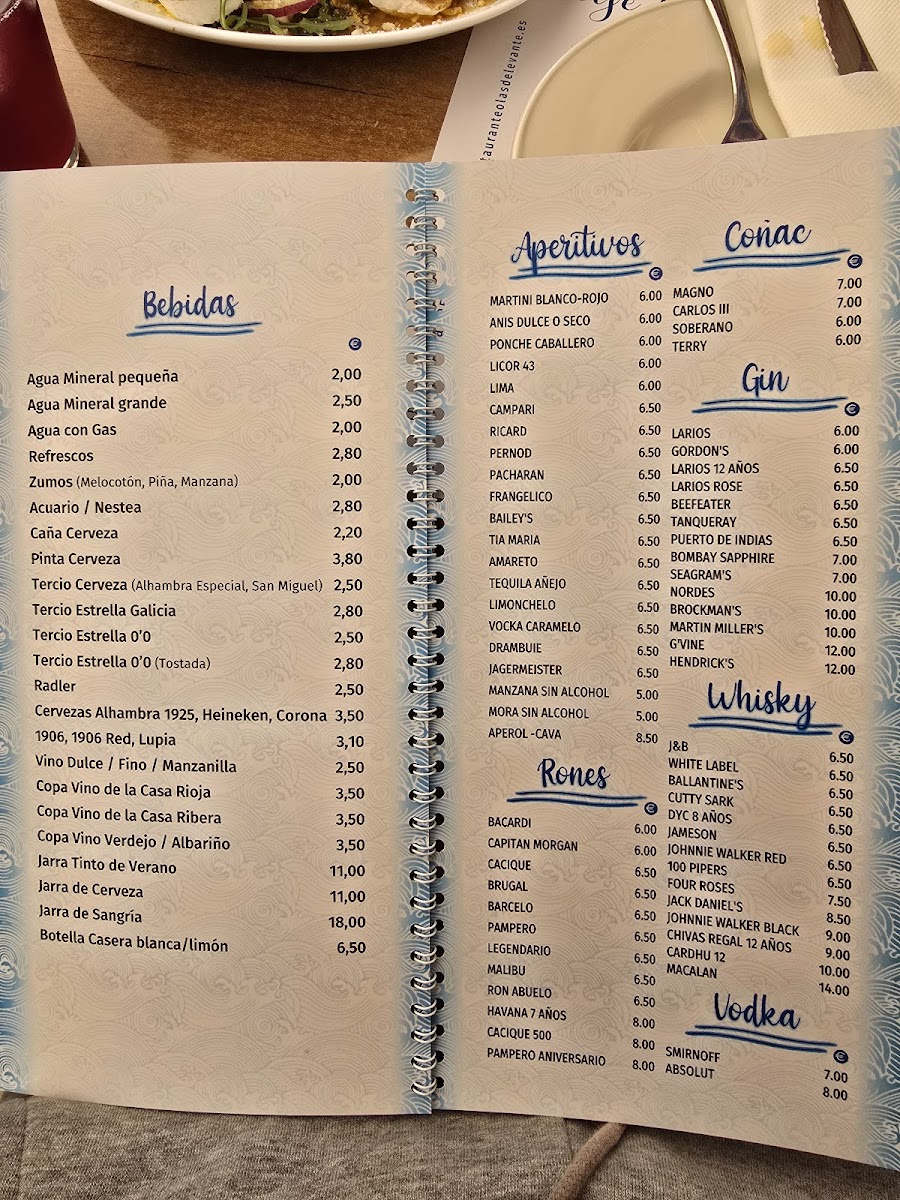 tauranteolasdelevante.es
Bebidas
€
Agua Mineral pequeña 2,00
Agua Mineral grande 2,50
Agua con Gas 2,00
Refrescos 2,80
Zumos (Melocotón, Piña, Manzana) 2,00
Acuario / Nestea 2,80
Caña Cerveza 2,20
Pinta Cerveza 3,80
Tercio Cerveza (Alhambra Especial, San Miguel) 2,50
Tercio Estrella Galicia 2,80
Tercio Estrella 0'0 2,50
Tercio Estrella 0'0 (Tostada) 2,80
Radler 2,50
Cervezas Alhambra 1925, Heineken, Corona 3,50
1906, 1906 Red, Lupia 3,10
Vino Dulce / Fino / Manzanilla 2,50
Copa Vino de la Casa Rioja 3,50
Copa Vino de la Casa Ribera 3,50
Copa Vino Verdejo / Albariño 3,50
Jarra Tinto de Verano 11,00
Jarra de Cerveza 11,00
Jarra de Sangría 18,00
Botella Casera blanca/limón 6,50
Aperitivos
€
MARTINI BLANCO-ROJO 6.00
ANIS DULCE O SECO 6.00
PONCHE CABALLERO 6.00
LICOR 43 6.00
LIMA 6.00
CAMPARI 6.50
RICARD 6.50
PERNOD 6.50
PACHARAN 6.50
FRANGELICO 6.50
BAILEY'S 6.50
TIA MARIA 6.50
AMARETO 6.50
TEQUILA AÑEJO 6.50
LIMONCHELO 6.50
VOCKA CARAMELO 6.50
DRAMBUIE 6.50
JAGERMEISTER 6.50
MANZANA SIN ALCOHOL 5.00
MORA SIN ALCOHOL 5.00
APEROL -CAVA 8.50
Rones
€
BACARDI 6.00
CAPITAN MORGAN 6.00
CACIQUE 6.50
BRUGAL 6.50
BARCELO 6.50
PAMPERO 6.50
LEGENDARIO 6.50
MALIBU 6.50
RON ABUELO 6.50
HAVANA 7 AÑOS 8.00
CACIQUE 500 8.00
PAMPERO ANIVERSARIO 8.00
Coñac
€
MAGNO 7.00
CARLOS III 7.00
SOBERANO 6.00
TERRY 6.00
Gin
€
LARIOS 6.00
GORDON'S 6.00
LARIOS 12 AÑOS 6.50
LARIOS ROSE 6.50
BEEFEATER 6.50
TANQUERAY 6.50
PUERTO DE INDIAS 6.50
BOMBAY SAPPHIRE 7.00
SEAGRAM'S 7.00
NORDES 10.00
BROCKMAN'S 10.00
MARTIN MILLER'S 10.00
G'VINE 12.00
HENDRICK'S 12.00
Whisky
€
J&B 6.50
WHITE LABEL 6.50
BALLANTINE'S 6.50
CUTTY SARK 6.50
DYC 8 AÑOS 6.50
JAMESON 6.50
JOHNNIE WALKER RED 6.50
100 PIPERS 6.50
FOUR ROSES 7.50
JACK DANIEL'S 8.50
JOHNNIE WALKER BLACK 9.00
CHIVAS REGAL 12 AÑOS 9.00
CARDHU 12 10.00
MACALAN 14.00
Vodka
€
SMIRNOFF 7.00
ABSOLUT 8.00